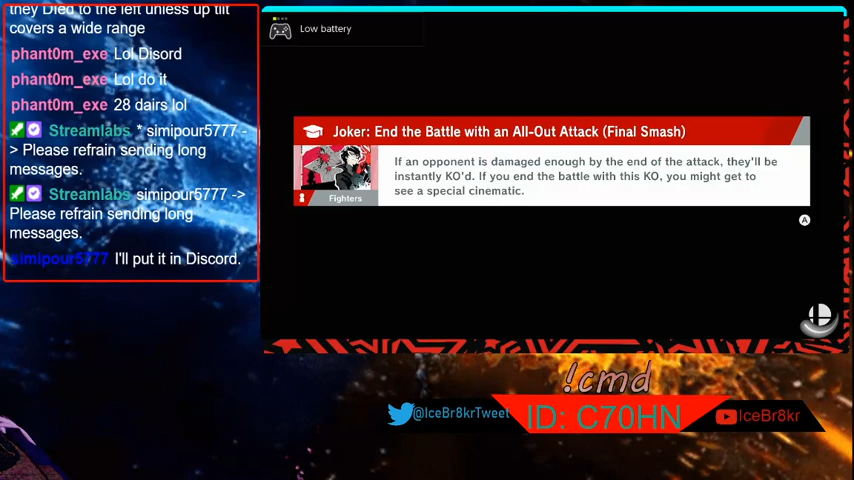 they Died to the left unless up tilt
covers a wide range
phant0m_exe Lol Disord
phant0m_exe Lol do it
phant0m_exe 28 dairs lol
Streamlabs * simipour5777 -
> Please refrain sending long
messages.
Streamlabs simipour5777 ->
Please refrain sending long
messages.
simipour5777 I'll put it in Discord.
Low battery
Joker: End the Battle with an All-Out Attack (Final Smash)
If an opponent is damaged enough by the end of the attack, they'll be
instantly KO'd. If you end the battle with this KO, you might get to
see a special cinematic.
Fighters
A
!cmd
@IceBr8krTweet
ID: C70HN
IceBr8kr